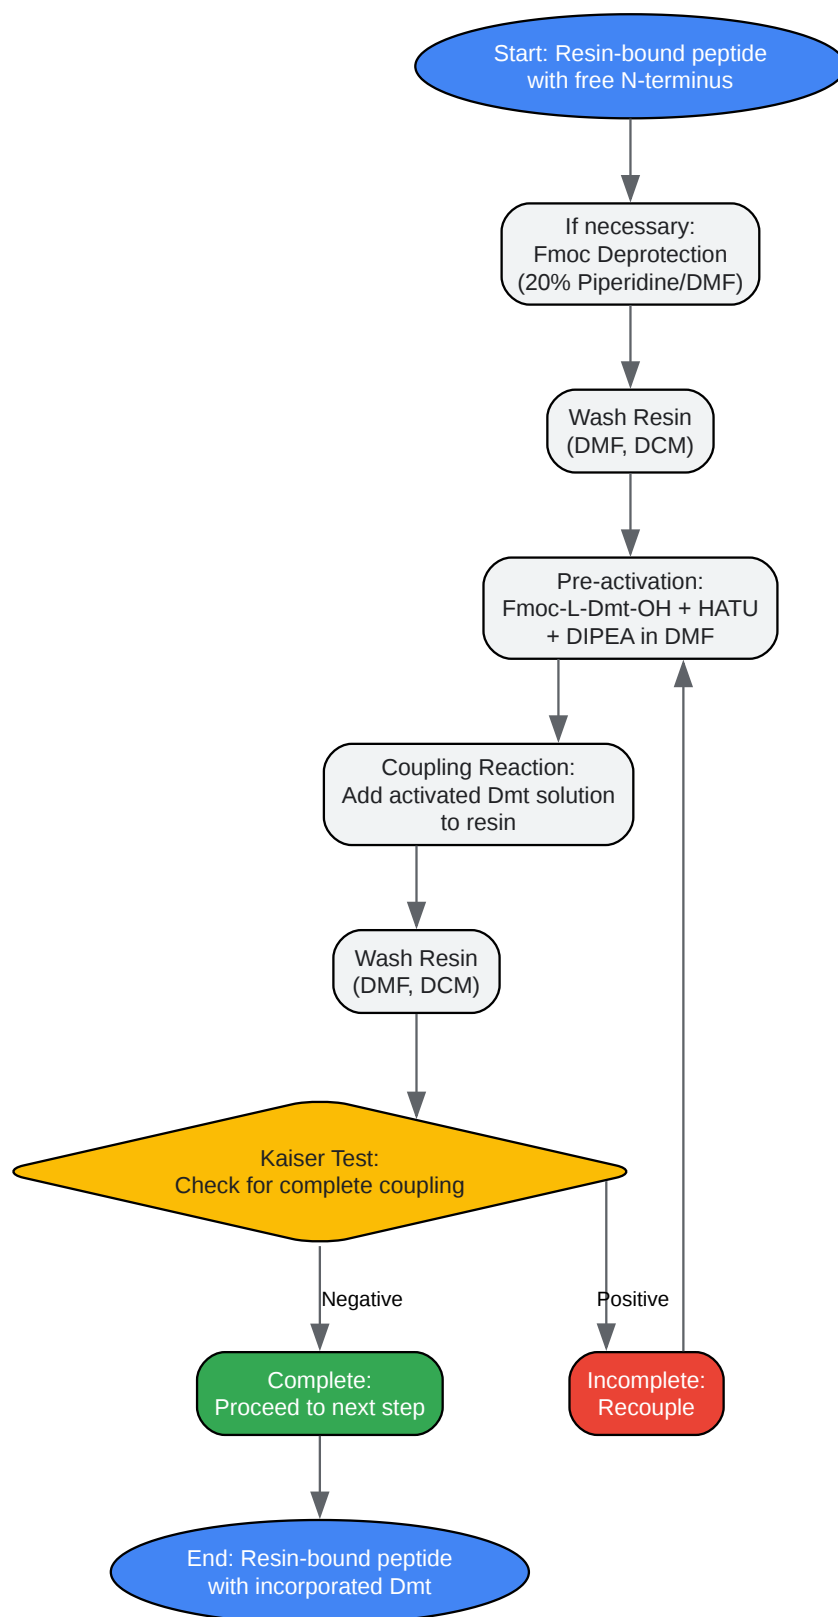 Start: Resin-bound peptide
with free N-terminus
If necessary:
Fmoc Deprotection
(20% Piperidine/DMF)
Wash Resin
(DMF, DCM)
Pre-activation:
Fmoc-L-Dmt-OH + HATU
+ DIPEA in DMF
Coupling Reaction:
Add activated Dmt solution
to resin
Wash Resin
(DMF, DCM)
Kaiser Test:
Check for complete coupling
Negative
Positive
Complete:
Proceed to next step
Incomplete:
Recouple
End: Resin-bound peptide
with incorporated Dmt